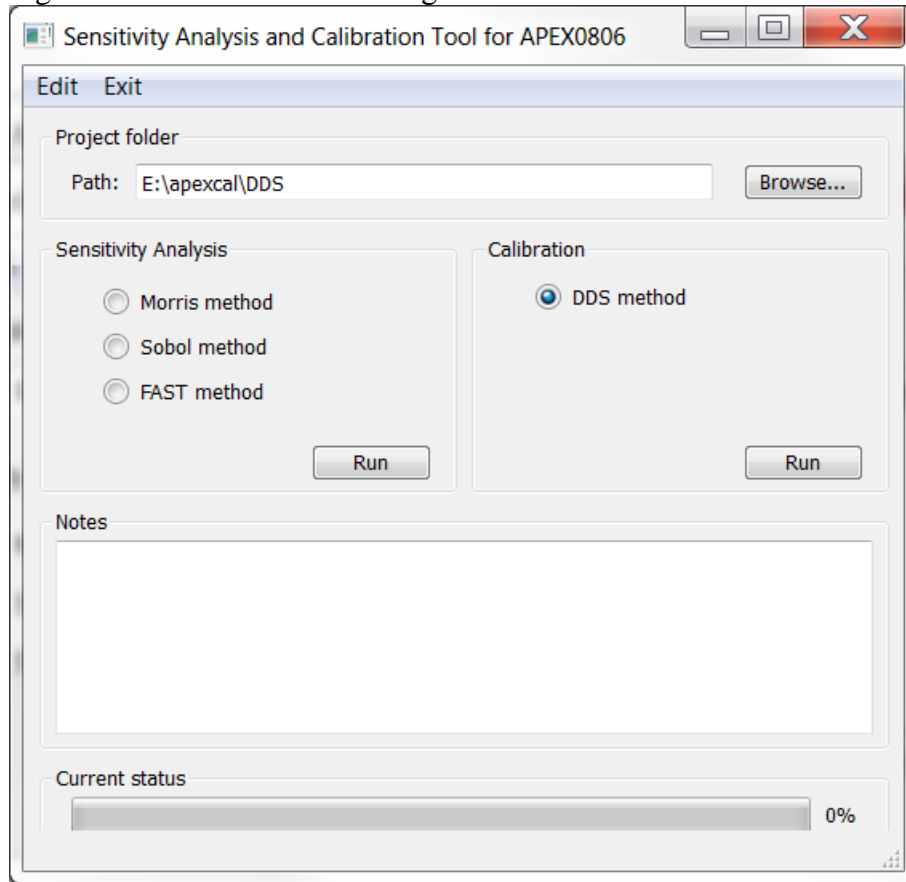 Sensitivity Analysis and Calibration Tool for APEX0806
Edit Exit
Project folder
Path: E:\apexcal\DDS Browse...
Sensitivity Analysis
Morris method
Sobol method
FAST method
Run
Calibration
DDS method
Run
Notes
Current status
0%